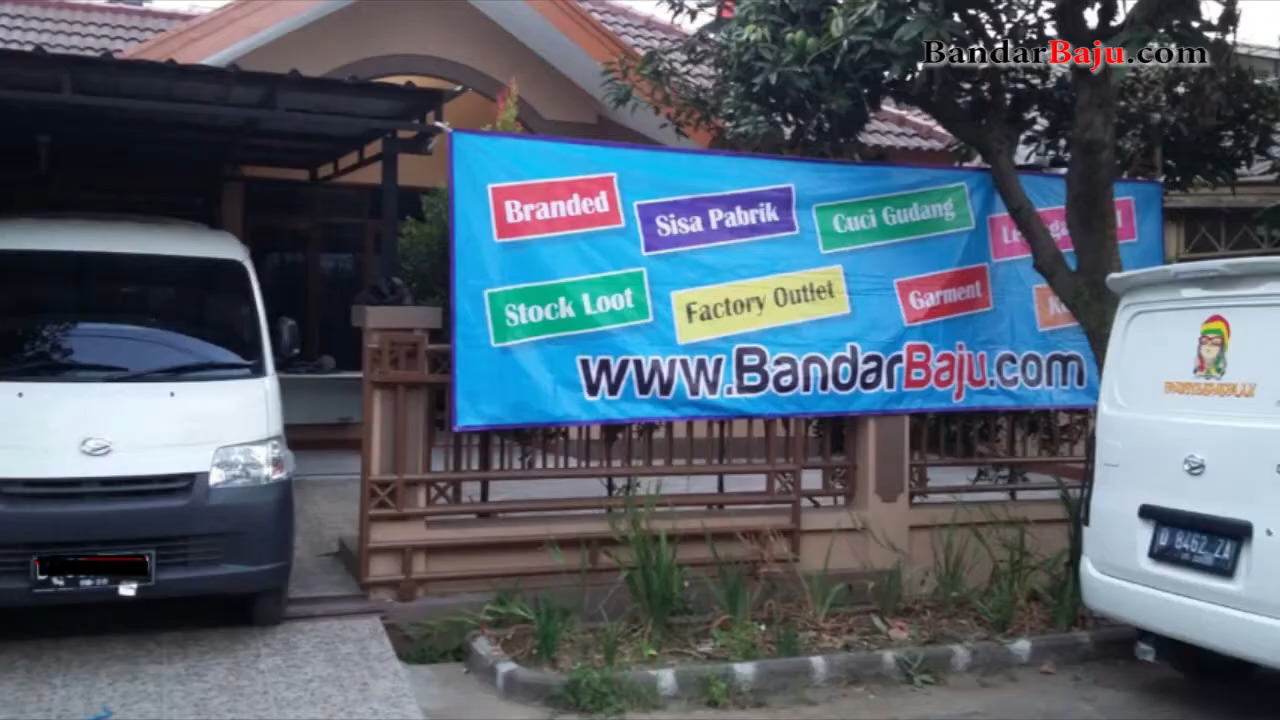 BandarBaju.com
Branded
Sisa Pabrik
Cuci Gudang
Stock Loot
Factory Outlet
Garment
www.BandarBaju.com
D 8462 ZA